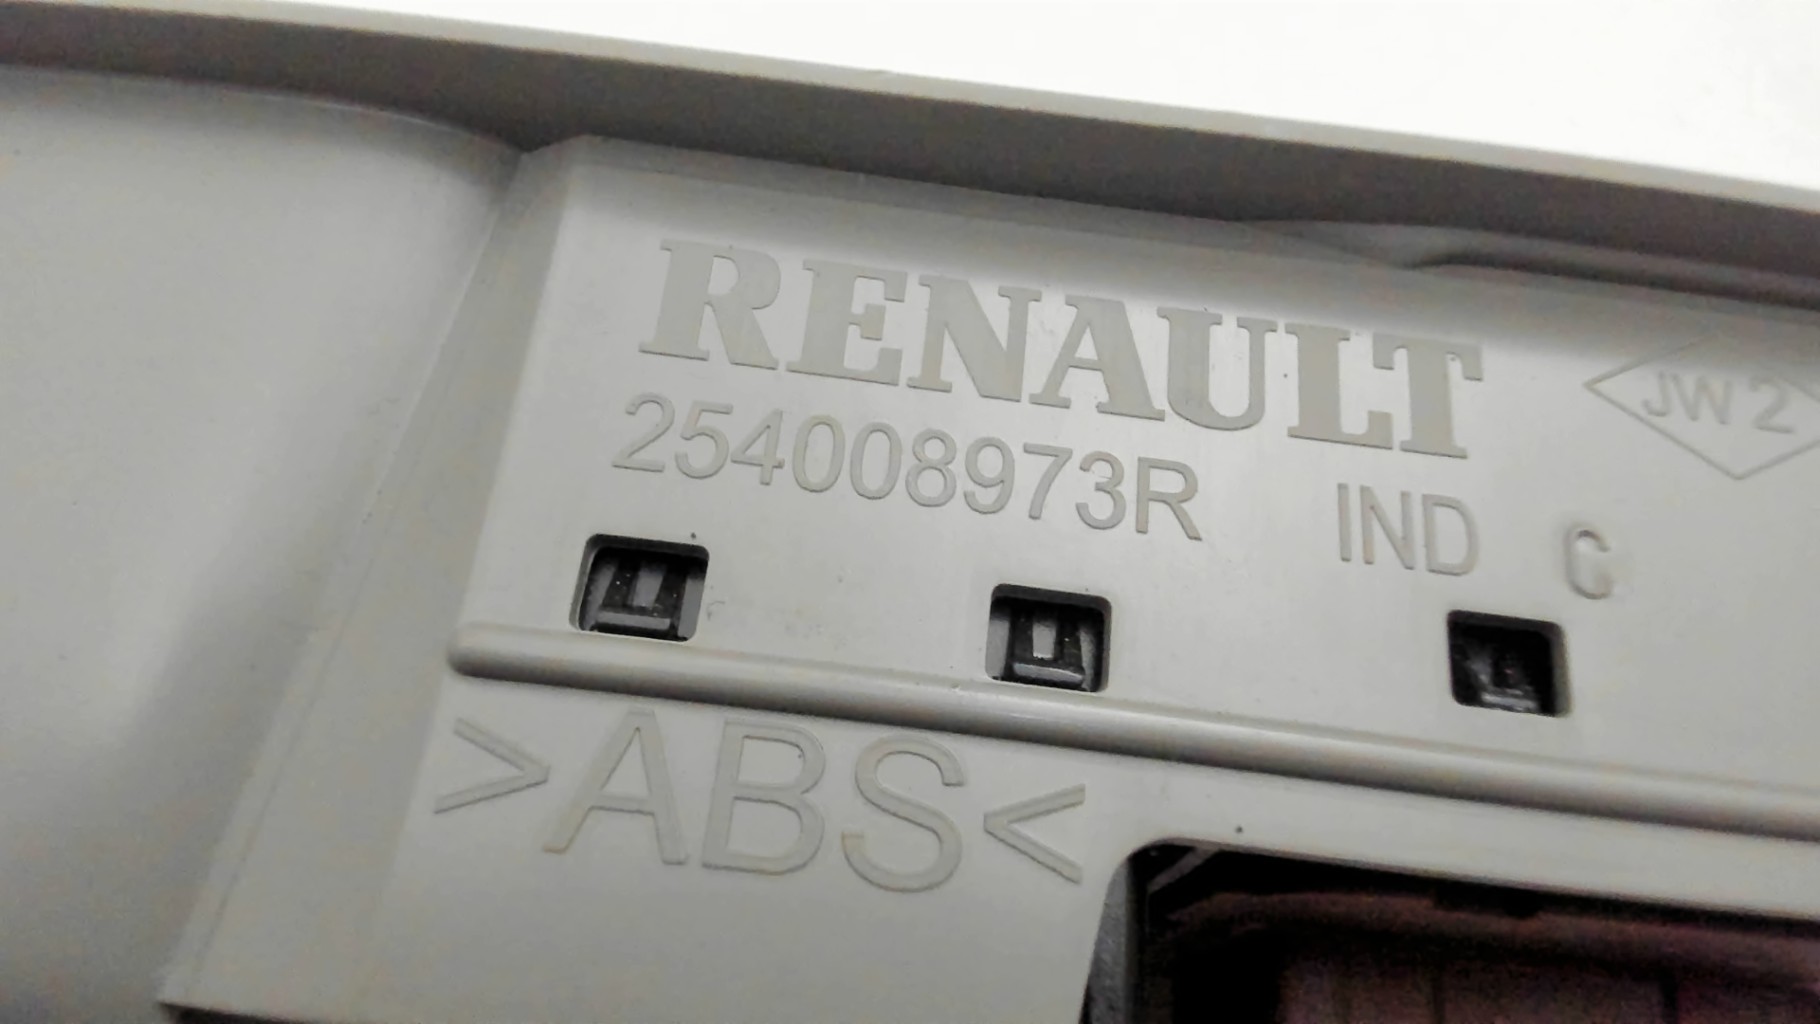 RENAULT
254008973R IND C
JW2
>ABS<